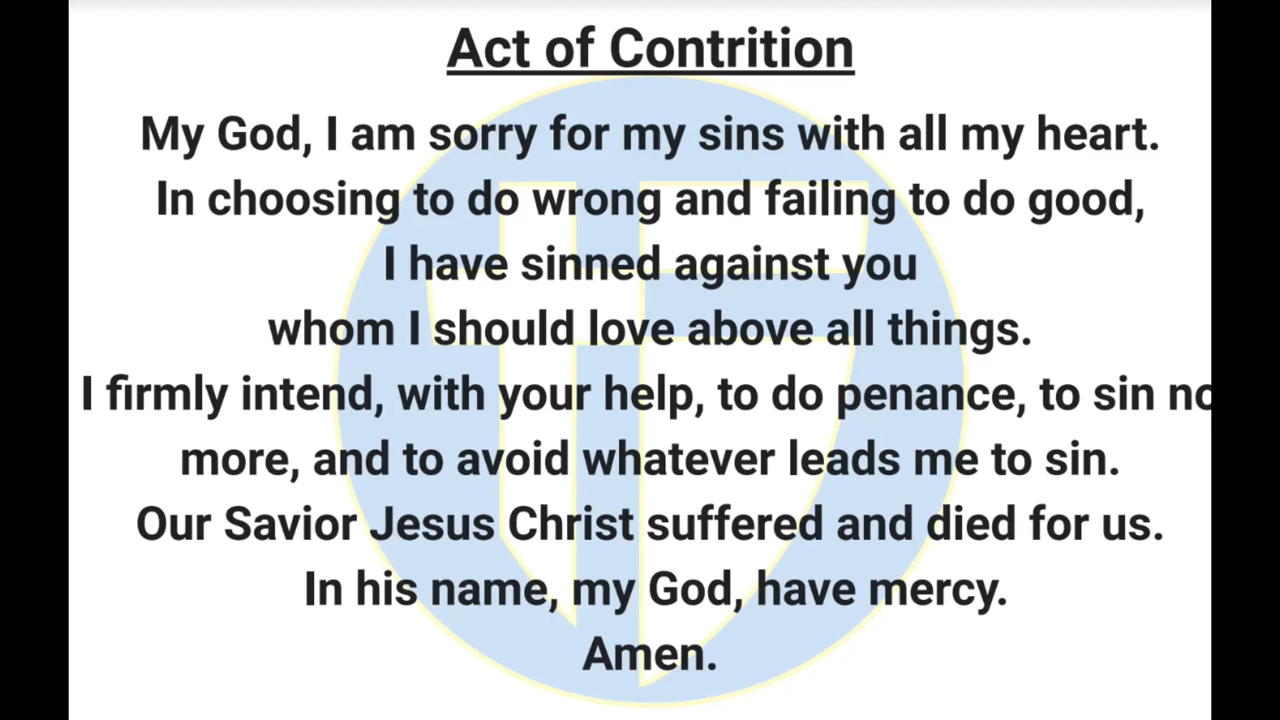 Act of Contrition
My God, I am sorry for my sins with all my heart.
In choosing to do wrong and failing to do good,
I have sinned against you
whom I should love above all things.
I firmly intend, with your help, to do penance, to sin no
more, and to avoid whatever leads me to sin.
Our Savior Jesus Christ suffered and died for us.
In his name, my God, have mercy.
Amen.